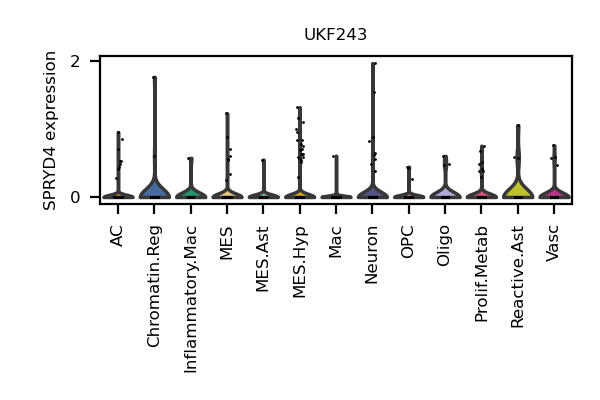 UKF243
SPRYD4 expression
2
0
AC
Chromatin.Reg
Inflammatory.Mac
MES
MES.Ast
MES.Hyp
Mac
Neuron
OPC
Oligo
Prolif.Metab
Reactive.Ast
Vasc